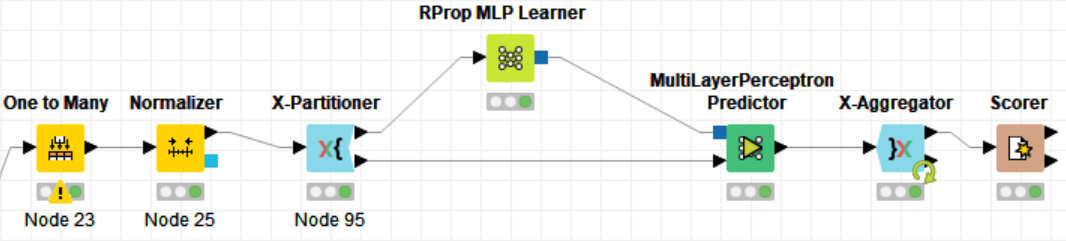 RProp MLP Learner
MultiLayerPerceptron
Predictor
One to Many
Normalizer
X-Partitioner
X-Aggregator
Scorer
Node 23
Node 25
Node 95